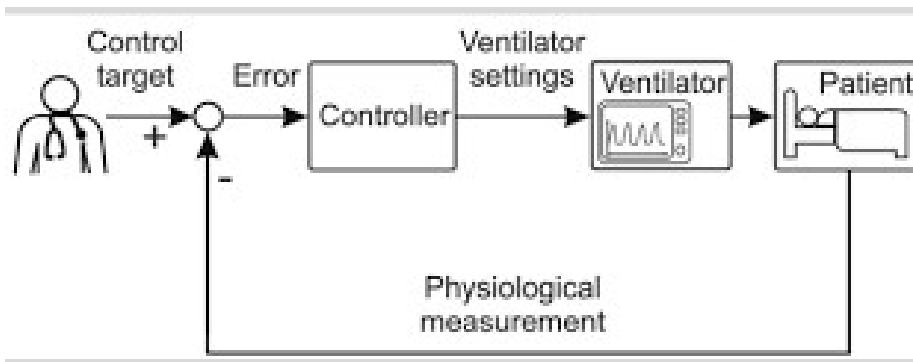 Control
target
Error
Controller
Ventilator
settings
Ventilator
Patient
+
-
Physiological
measurement